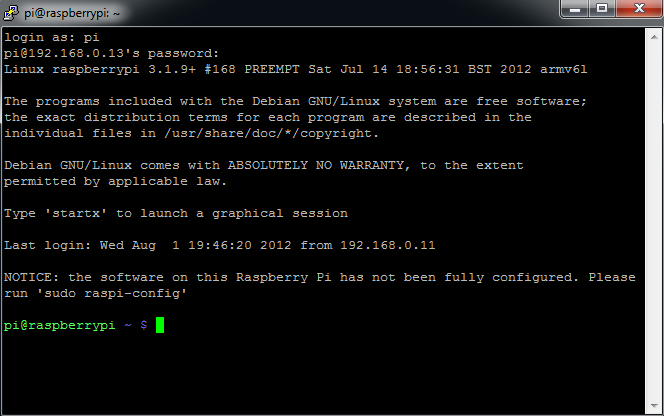 pi@raspberrypi: ~
login as: pi
pi@192.168.0.13's password:
Linux raspberrypi 3.1.9+ #168 PREEMPT Sat Jul 14 18:56:31 BST 2012 armv6l
The programs included with the Debian GNU/Linux system are free software;
the exact distribution terms for each program are described in the
individual files in /usr/share/doc/*/copyright.
Debian GNU/Linux comes with ABSOLUTELY NO WARRANTY, to the extent
permitted by applicable law.
Type 'startx' to launch a graphical session
Last login: Wed Aug  1 19:46:20 2012 from 192.168.0.11
NOTICE: the software on this Raspberry Pi has not been fully configured. Please
run 'sudo raspi-config'
pi@raspberrypi ~ $